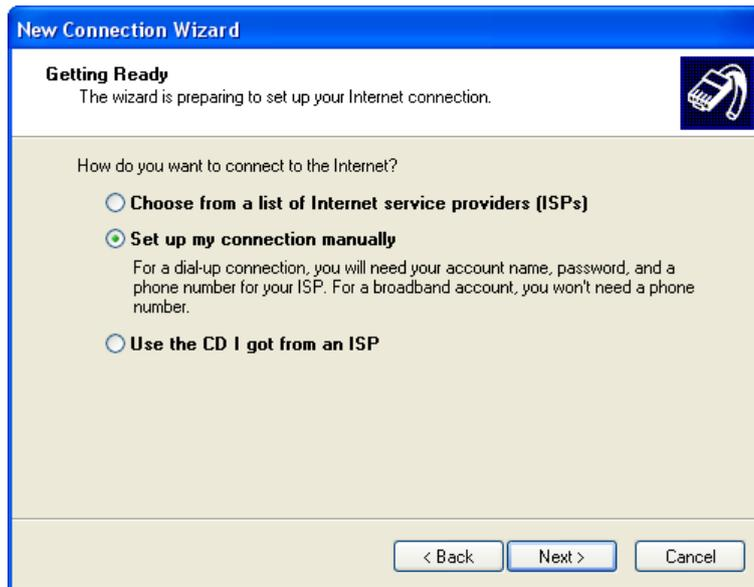 New Connection Wizard
Getting Ready
The wizard is preparing to set up your Internet connection.
How do you want to connect to the Internet?
Choose from a list of Internet service providers (ISPs)
Set up my connection manually
For a dial-up connection, you will need your account name, password, and a
phone number for your ISP. For a broadband account, you won't need a phone
number.
Use the CD I got from an ISP
< Back Next > Cancel